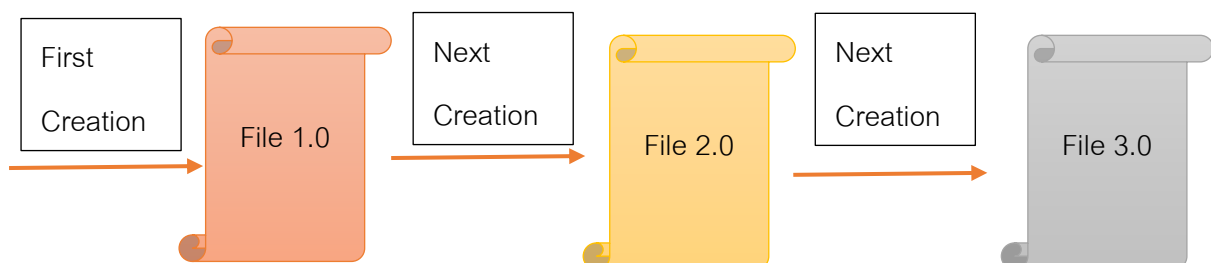 First
Creation
File 1.0
Next
Creation
File 2.0
Next
Creation
File 3.0